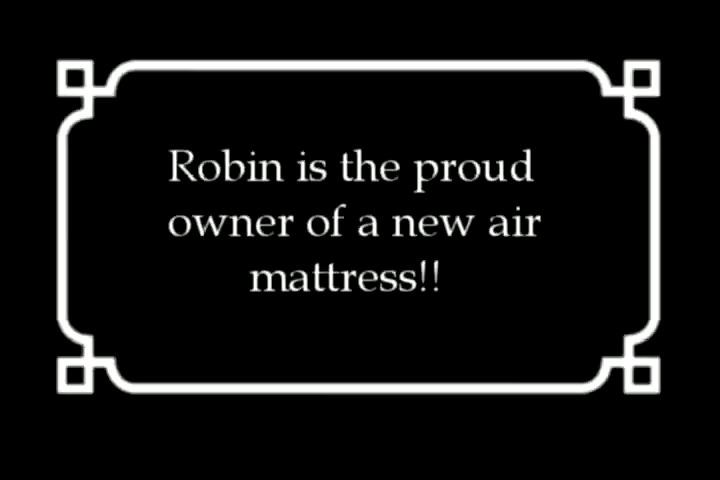 Robin is the proud
owner of a new air
mattress!!